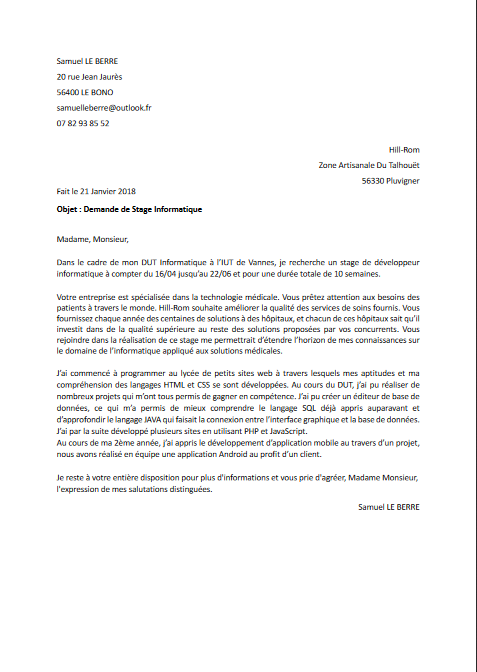 Samuel LE BERRE
20 rue Jean Jaurès
56400 LE BONO
samuelleberre@outlook.fr
07 82 93 85 52
Hill-Rom
Zone Artisanale Du Talhouët
56330 Pluvigner
Fait le 21 Janvier 2018
Objet : Demande de Stage Informatique
Madame, Monsieur,
Dans le cadre de mon DUT Informatique à l'IUT de Vannes, je recherche un stage de développeur
informatique à compter du 16/04 jusqu'au 22/06 et pour une durée totale de 10 semaines.
Votre entreprise est spécialisée dans la technologie médicale. Vous prêtez attention aux besoins des
patients à travers le monde. Hill-Rom souhaite améliorer la qualité des services de soins fournis. Vous
fournissez chaque année des centaines de solutions à des hôpitaux, et chacun de ces hôpitaux sait qu'il
investit dans de la qualité supérieure au reste des solutions proposées par vos concurrents. Vous
rejoindre dans la réalisation de ce stage me permettrait d'étendre l'horizon de mes connaissances sur
le domaine de l'informatique appliqué aux solutions médicales.
J'ai commencé à programmer au lycée de petits sites web à travers lesquels mes aptitudes et ma
compréhension des langages HTML et CSS se sont développées. Au cours du DUT, j'ai pu réaliser de
nombreux projets qui m'ont tous permis de gagner en compétence. J'ai pu créer un éditeur de base de
données, ce qui m'a permis de mieux comprendre le langage SQL déjà appris auparavant et
d'approfondir le langage JAVA qui faisait la connexion entre l'interface graphique et la base de données.
J'ai par la suite développé plusieurs sites en utilisant PHP et JavaScript.
Au cours de ma 2ème année, j'ai appris le développement d'application mobile au travers d'un projet,
nous avons réalisé en équipe une application Android au profit d'un client.
Je reste à votre entière disposition pour plus d'informations et vous prie d'agréer, Madame Monsieur,
l'expression de mes salutations distinguées.
Samuel LE BERRE